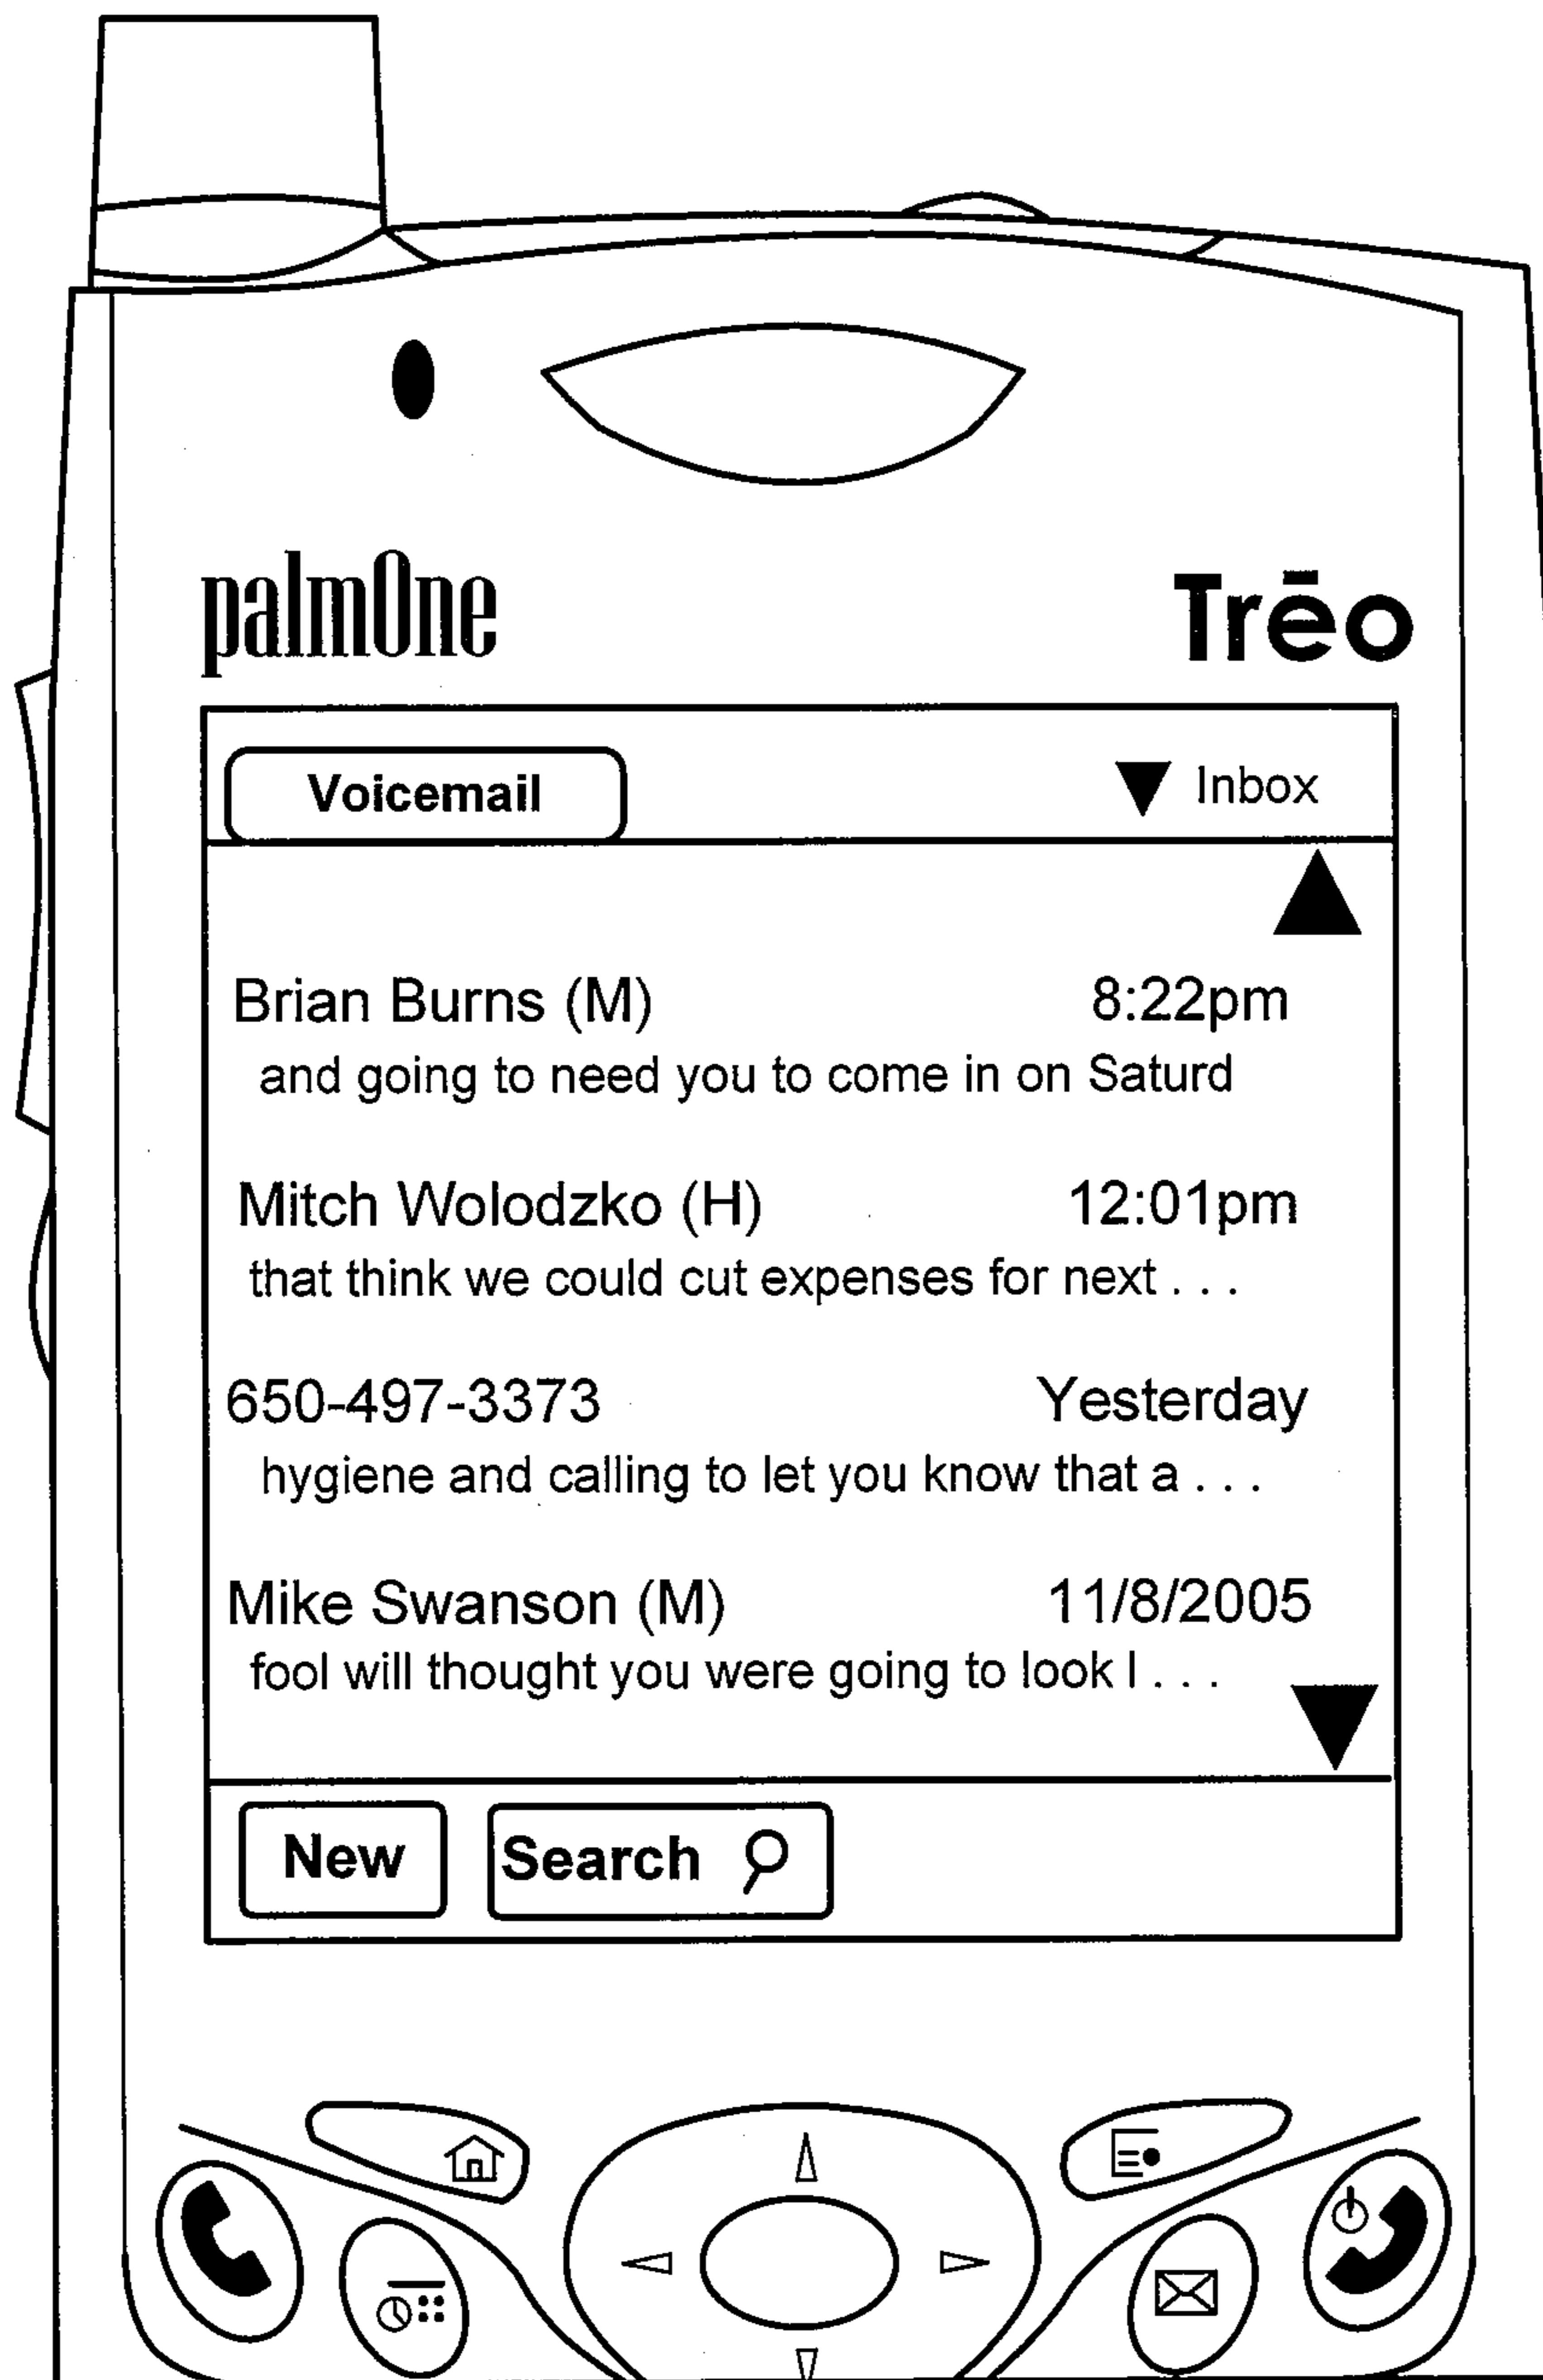 palmOne Trēo
Voicemail ▼ Inbox
Brian Burns (M) 8:22pm
and going to need you to come in on Saturd
Mitch Wolodzko (H) 12:01pm
that think we could cut expenses for next . . .
650-497-3373 Yesterday
hygiene and calling to let you know that a . . .
Mike Swanson (M) 11/8/2005
fool will thought you were going to look l . . .
New Search